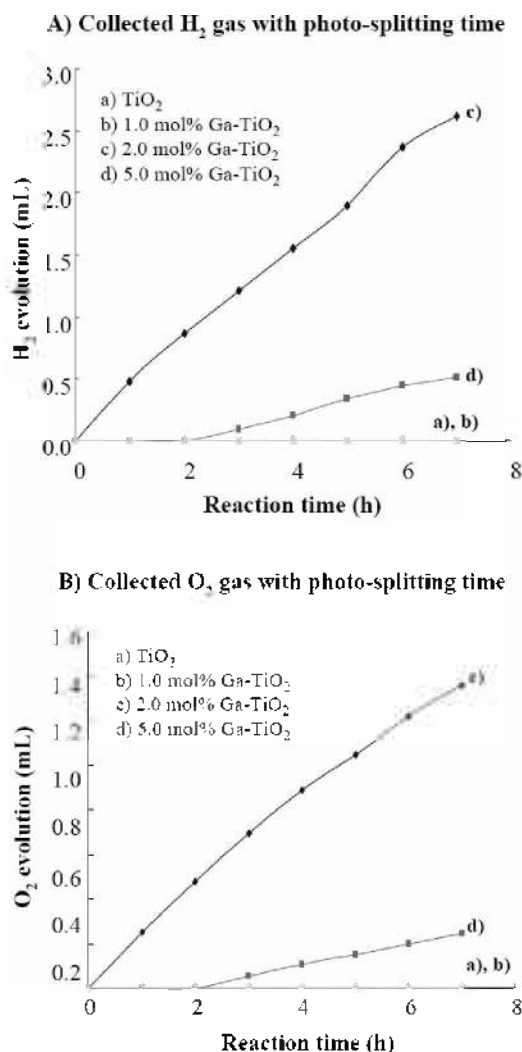 A) Collected H₂ gas with photo-splitting time
3.0
2.5
2.0
1.5
1.0
0.5
0.0
H₂ evolution (mL)
a) TiO₂
b) 1.0 mol% Ga-TiO₂
c) 2.0 mol% Ga-TiO₂
d) 5.0 mol% Ga-TiO₂
c)
d)
a), b)
0 2 4 6 8
Reaction time (h)
B) Collected O₂ gas with photo-splitting time
1.6
1.4
1.2
1.0
0.8
0.6
0.4
0.2
O₂ evolution (mL)
a) TiO₂
b) 1.0 mol% Ga-TiO₂
c) 2.0 mol% Ga-TiO₂
d) 5.0 mol% Ga-TiO₂
d)
a), b)
0 2 4 6 8
Reaction time (h)